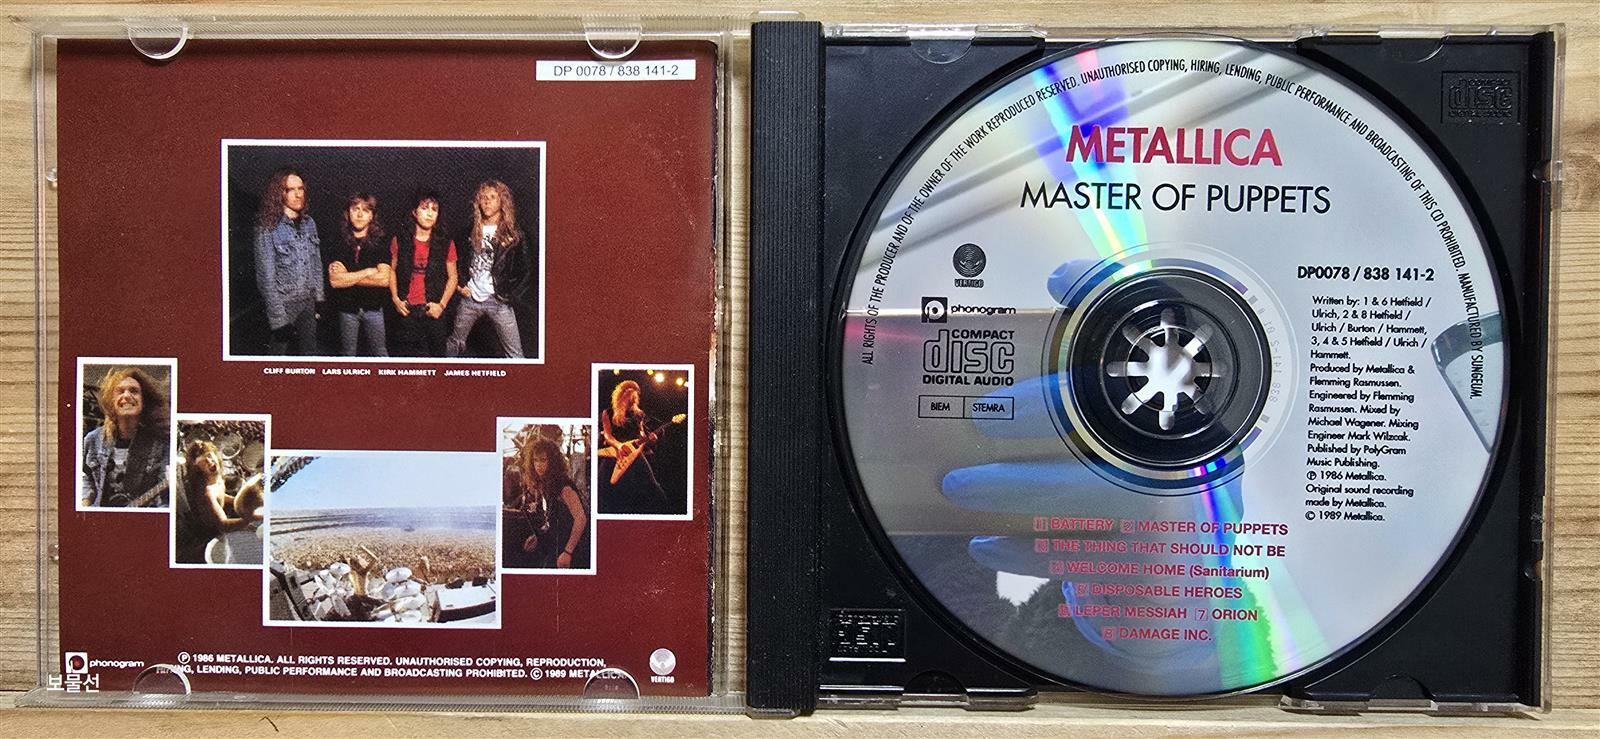 DP 0078 / 838 141-2
CLIFF BURTON LARS ULRICH KIRK HAMMETT JAMES HETFIELD
phonogram
℗ 1986 METALLICA. ALL RIGHTS RESERVED. UNAUTHORISED COPYING, REPRODUCTION,
HIRING, LENDING, PUBLIC PERFORMANCE AND BROADCASTING PROHIBITED. © 1989 METALLICA.
VERTIGO
보물선
ALL RIGHTS OF THE PRODUCER AND OF THE OWNER OF THE WORK REPRODUCED RESERVED. UNAUTHORISED COPYING, HIRING, LENDING, PUBLIC PERFORMANCE AND BROADCASTING OF THIS CD PROHIBITED. MANUFACTURED BY SUNGEUM.
METALLICA
MASTER OF PUPPETS
VERTIGO
phonogram
COMPACT
disc
DIGITAL AUDIO
BIEM STEMRA
DP0078 / 838 141-2
Written by: 1 & 6 Hetfield /
Ulrich, 2 & 8 Hetfield /
Ulrich / Burton / Hammett,
3, 4 & 5 Hetfield / Ulrich /
Hammett.
Produced by Metallica &
Flemming Rasmussen.
Engineered by Flemming
Rasmussen. Mixed by
Michael Wagener. Mixing
Engineer Mark Wilzcak.
Published by PolyGram
Music Publishing.
℗ 1986 Metallica.
Original sound recording
made by Metallica.
© 1989 Metallica.
1 BATTERY 2 MASTER OF PUPPETS
3 THE THING THAT SHOULD NOT BE
4 WELCOME HOME (Sanitarium)
5 DISPOSABLE HEROES
6 LEPER MESSIAH 7 ORION
8 DAMAGE INC.
disc